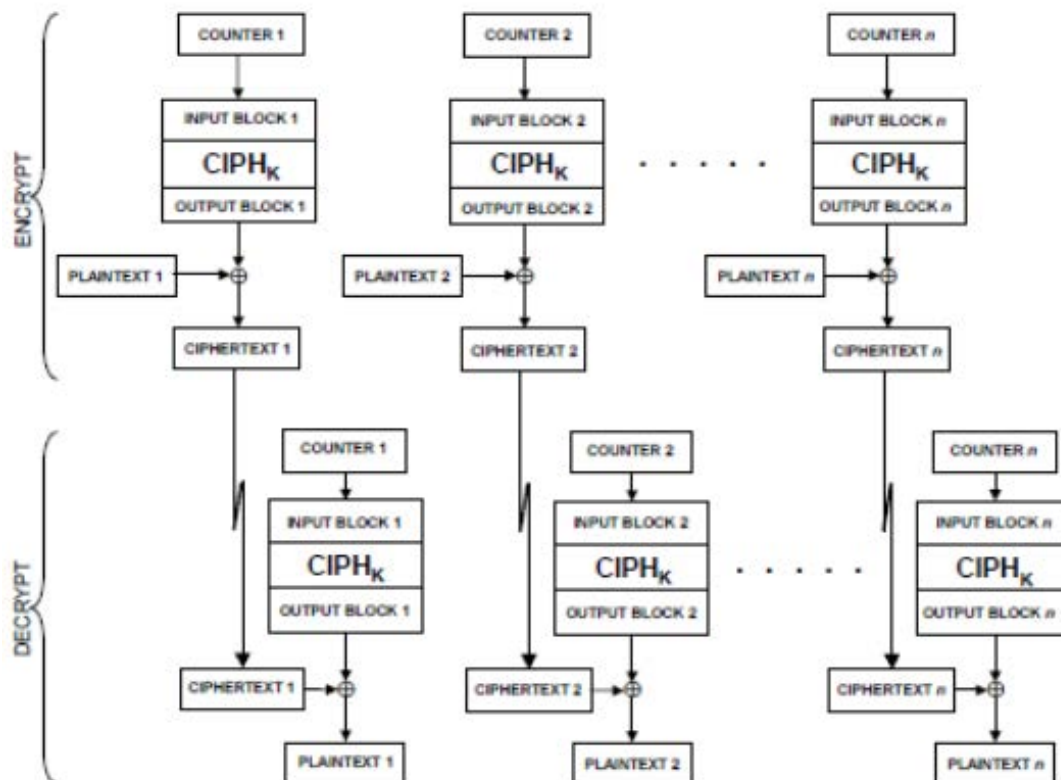 COUNTER 1 COUNTER 2 COUNTER n
INPUT BLOCK 1 INPUT BLOCK 2 INPUT BLOCK n
CIPHK CIPHK CIPHK
OUTPUT BLOCK 1 OUTPUT BLOCK 2 OUTPUT BLOCK n
ENCRYPT
PLAINTEXT 1 PLAINTEXT 2 PLAINTEXT n
CIPHERTEXT 1 CIPHERTEXT 2 CIPHERTEXT n
COUNTER 1 COUNTER 2 COUNTER n
INPUT BLOCK 1 INPUT BLOCK 2 INPUT BLOCK n
CIPHK CIPHK CIPHK
OUTPUT BLOCK 1 OUTPUT BLOCK 2 OUTPUT BLOCK n
DECRYPT
CIPHERTEXT 1 CIPHERTEXT 2 CIPHERTEXT n
PLAINTEXT 1 PLAINTEXT 2 PLAINTEXT n